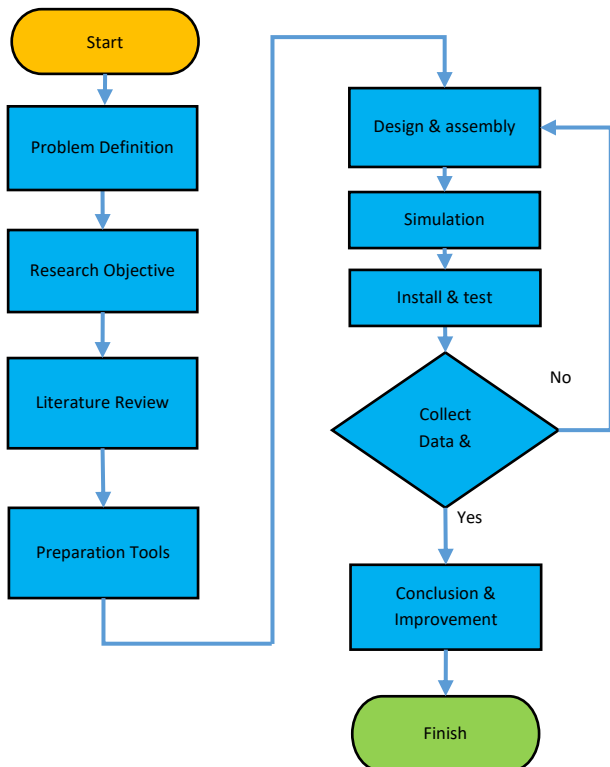 Start
Problem Definition
Research Objective
Literature Review
Preparation Tools
Design & assembly
Simulation
Install & test
Collect
Data &
No
Yes
Conclusion &
Improvement
Finish